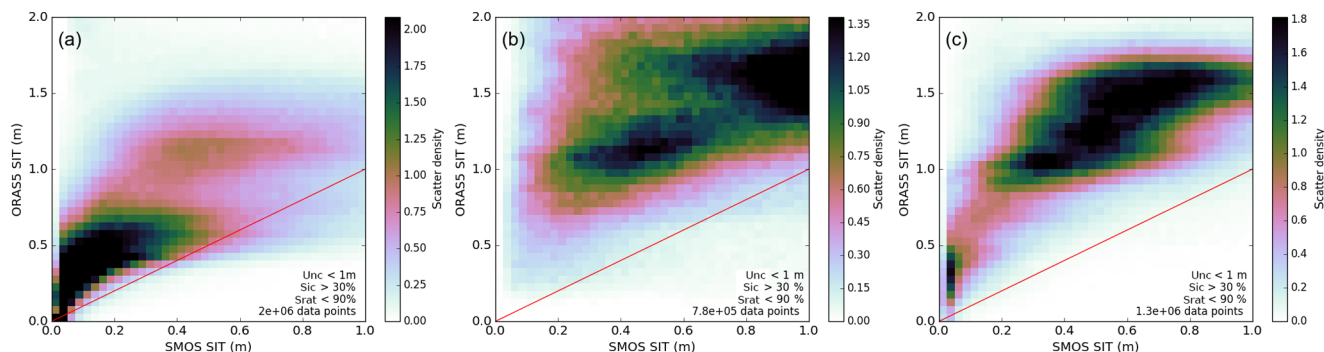 (a)
ORAS5 SIT (m)
2.0
1.5
1.0
0.5
0.0
0.0 0.2 0.4 0.6 0.8 1.0
SMOS SIT (m)
Unc < 1m
Sic > 30%
Srat < 90%
2e+06 data points
2.00
1.75
1.50
1.25
1.00
0.75
0.50
0.25
0.00
Scatter density
(b)
ORAS5 SIT (m)
2.0
1.5
1.0
0.5
0.0
0.0 0.2 0.4 0.6 0.8 1.0
SMOS SIT (m)
Unc < 1 m
Sic > 30 %
Srat < 90 %
7.8e+05 data points
1.35
1.20
1.05
0.90
0.75
0.60
0.45
0.30
0.15
0.00
Scatter density
(c)
ORAS5 SIT (m)
2.0
1.5
1.0
0.5
0.0
0.0 0.2 0.4 0.6 0.8 1.0
SMOS SIT (m)
Unc < 1 m
Sic > 30 %
Srat < 90 %
1.3e+06 data points
1.8
1.6
1.4
1.2
1.0
0.8
0.6
0.4
0.2
0.0
Scatter density